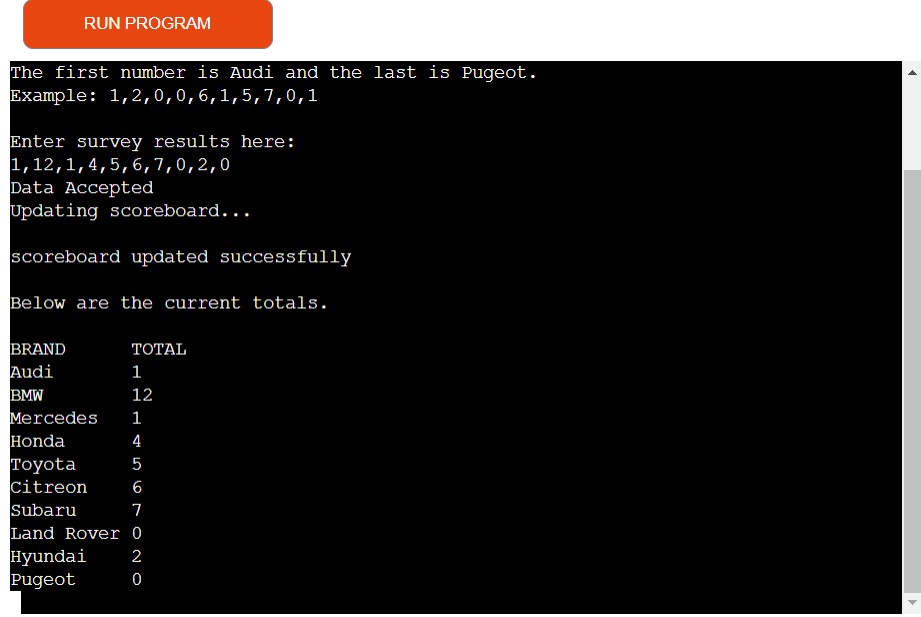 RUN PROGRAM
The first number is Audi and the last is Pugeot.
Example: 1,2,0,0,6,1,5,7,0,1
Enter survey results here:
1,12,1,4,5,6,7,0,2,0
Data Accepted
Updating scoreboard...
scoreboard updated successfully
Below are the current totals.
BRAND TOTAL
Audi 1
BMW 12
Mercedes 1
Honda 4
Toyota 5
Citreon 6
Subaru 7
Land Rover 0
Hyundai 2
Pugeot 0